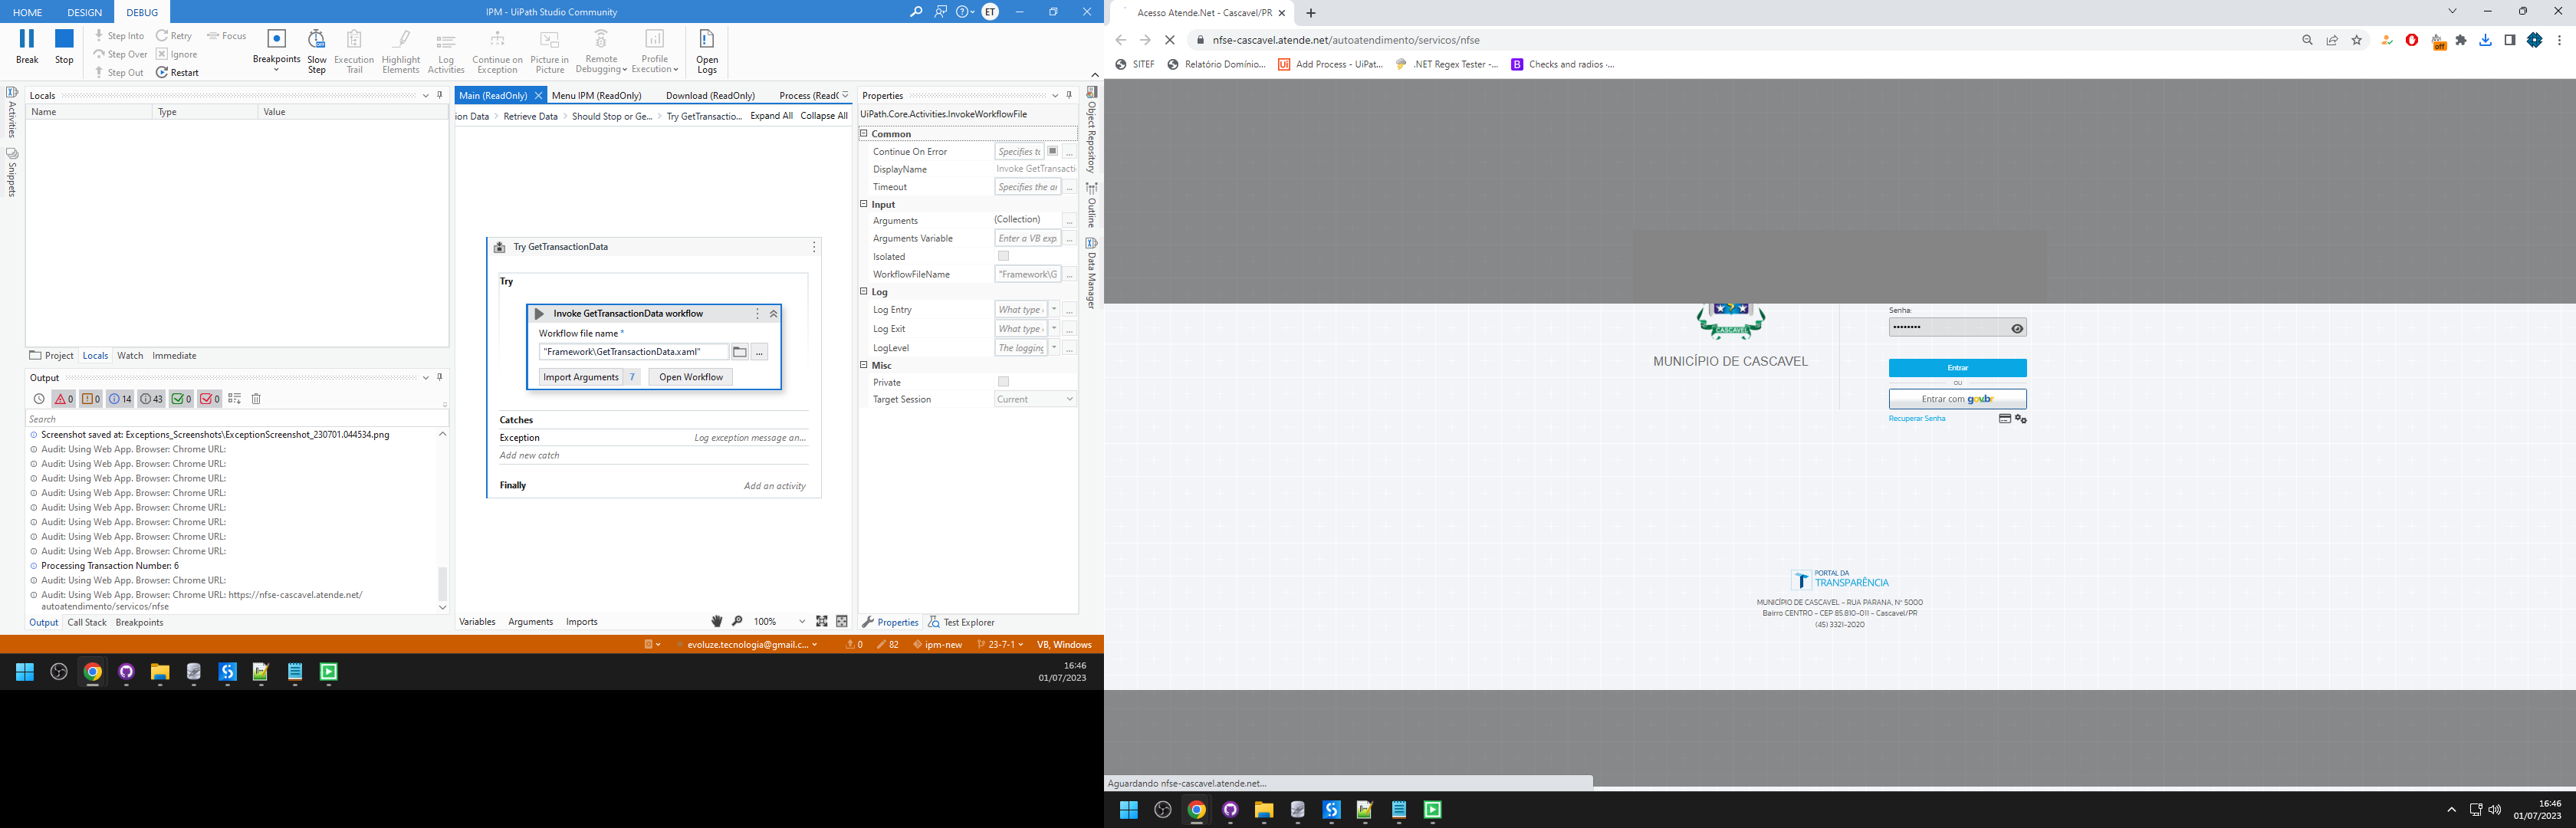 HOME DESIGN DEBUG
IPM - UiPath Studio Community
ET
Break
Stop
Step Into
Step Over
Step Out
Retry
Ignore
Restart
Focus
Breakpoints
Slow Step
Execution Trail
Highlight Elements
Log Activities
Continue on Exception
Picture in Picture
Remote Debugging
Profile Execution
Open Logs
Activities
Snippets
Locals
Name Type Value
Project Locals Watch Immediate
Output
0 0 14 43 0 0
Search
Screenshot saved at: Exceptions_Screenshots\ExceptionScreenshot_230701.044534.png
Audit: Using Web App. Browser: Chrome URL:
Audit: Using Web App. Browser: Chrome URL:
Audit: Using Web App. Browser: Chrome URL:
Audit: Using Web App. Browser: Chrome URL:
Audit: Using Web App. Browser: Chrome URL:
Audit: Using Web App. Browser: Chrome URL:
Audit: Using Web App. Browser: Chrome URL:
Audit: Using Web App. Browser: Chrome URL:
Processing Transaction Number: 6
Audit: Using Web App. Browser: Chrome URL:
Audit: Using Web App. Browser: Chrome URL: https://nfse-cascavel.atende.net/
autoatendimento/servicos/nfse
Output Call Stack Breakpoints
Main (ReadOnly) Menu IPM (ReadOnly) Download (ReadOnly) Process (Read
ion Data > Retrieve Data > Should Stop or Ge... > Try GetTransactio... Expand All Collapse All
Try GetTransactionData
Try
Invoke GetTransactionData workflow
Workflow file name *
"Framework\GetTransactionData.xaml"
...
Import Arguments 7 Open Workflow
Catches
Exception Log exception message an...
Add new catch
Finally Add an activity
Variables Arguments Imports 100%
Properties
UiPath.Core.Activities.InvokeWorkflowFile
Common
Continue On Error Specifies to
DisplayName Invoke GetTransacti
Timeout Specifies the ar
Input
Arguments (Collection)
Arguments Variable Enter a VB exp
Isolated
WorkflowFileName "Framework\G
Log
Log Entry What type
Log Exit What type
LogLevel The logging
Misc
Private
Target Session Current
Properties Test Explorer
Object Repository
Outline
Data Manager
evoluze.tecnologia@gmail.c... 0 82 ipm-new 23-7-1 VB, Windows
16:46
01/07/2023
Acesso Atende.Net - Cascavel/PR
nfse-cascavel.atende.net/autoatendimento/servicos/nfse
off
SITEF Relatório Domínio... Add Process - UiPat... .NET Regex Tester -... Checks and radios ·...
CASCAVEL
MUNICÍPIO DE CASCAVEL
Senha:
••••••••
Entrar
OU
Entrar com gov.br
Recuperar Senha
PORTAL DA
TRANSPARÊNCIA
MUNICÍPIO DE CASCAVEL - RUA PARANA, Nº 5000
Bairro CENTRO - CEP 85.810-011 - Cascavel/PR
(45) 3321-2020
Aguardando nfse-cascavel.atende.net...
16:46
01/07/2023